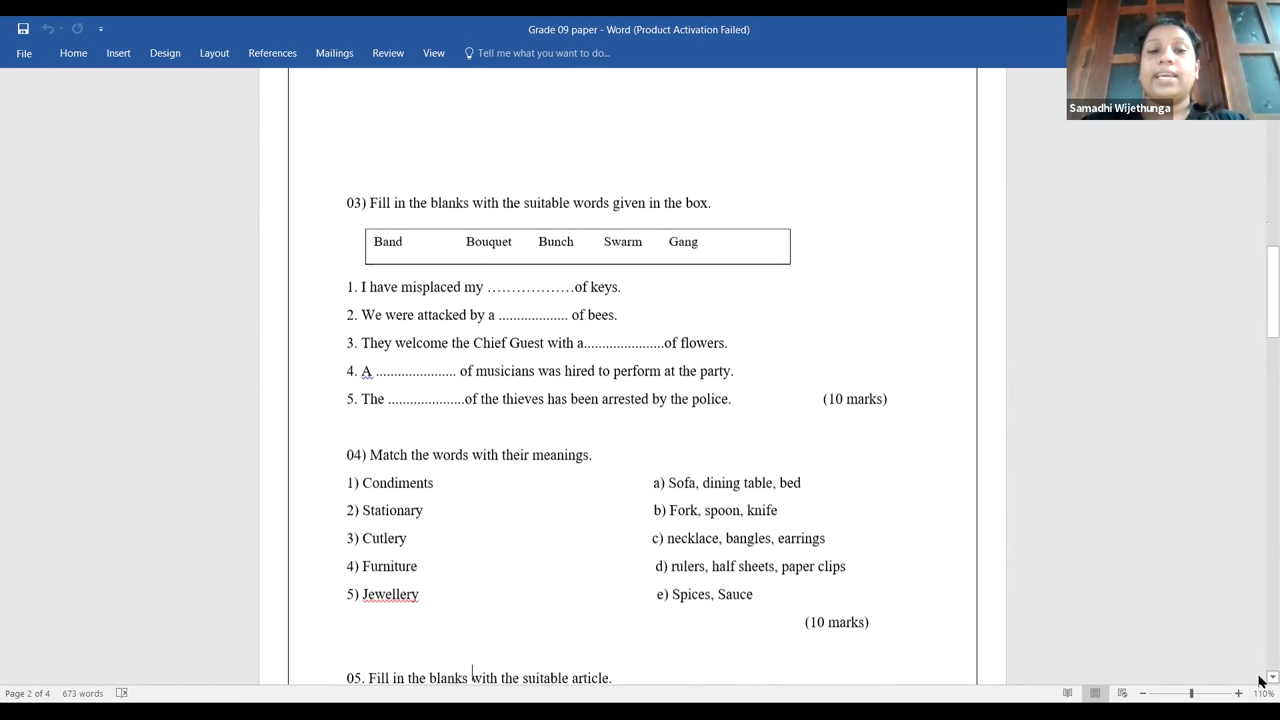 Grade 09 paper - Word (Product Activation Failed)
File Home Insert Design Layout References Mailings Review View Tell me what you want to do...
Samadhi Wijethunga
03) Fill in the blanks with the suitable words given in the box.
Band Bouquet Bunch Swarm Gang
1. I have misplaced my ………………of keys.
2. We were attacked by a ................... of bees.
3. They welcome the Chief Guest with a......................of flowers.
4. A ...................... of musicians was hired to perform at the party.
5. The .....................of the thieves has been arrested by the police. (10 marks)
04) Match the words with their meanings.
1) Condiments a) Sofa, dining table, bed
2) Stationary b) Fork, spoon, knife
3) Cutlery c) necklace, bangles, earrings
4) Furniture d) rulers, half sheets, paper clips
5) Jewellery e) Spices, Sauce
(10 marks)
05. Fill in the blanks with the suitable article.
Page 2 of 4 673 words 110%